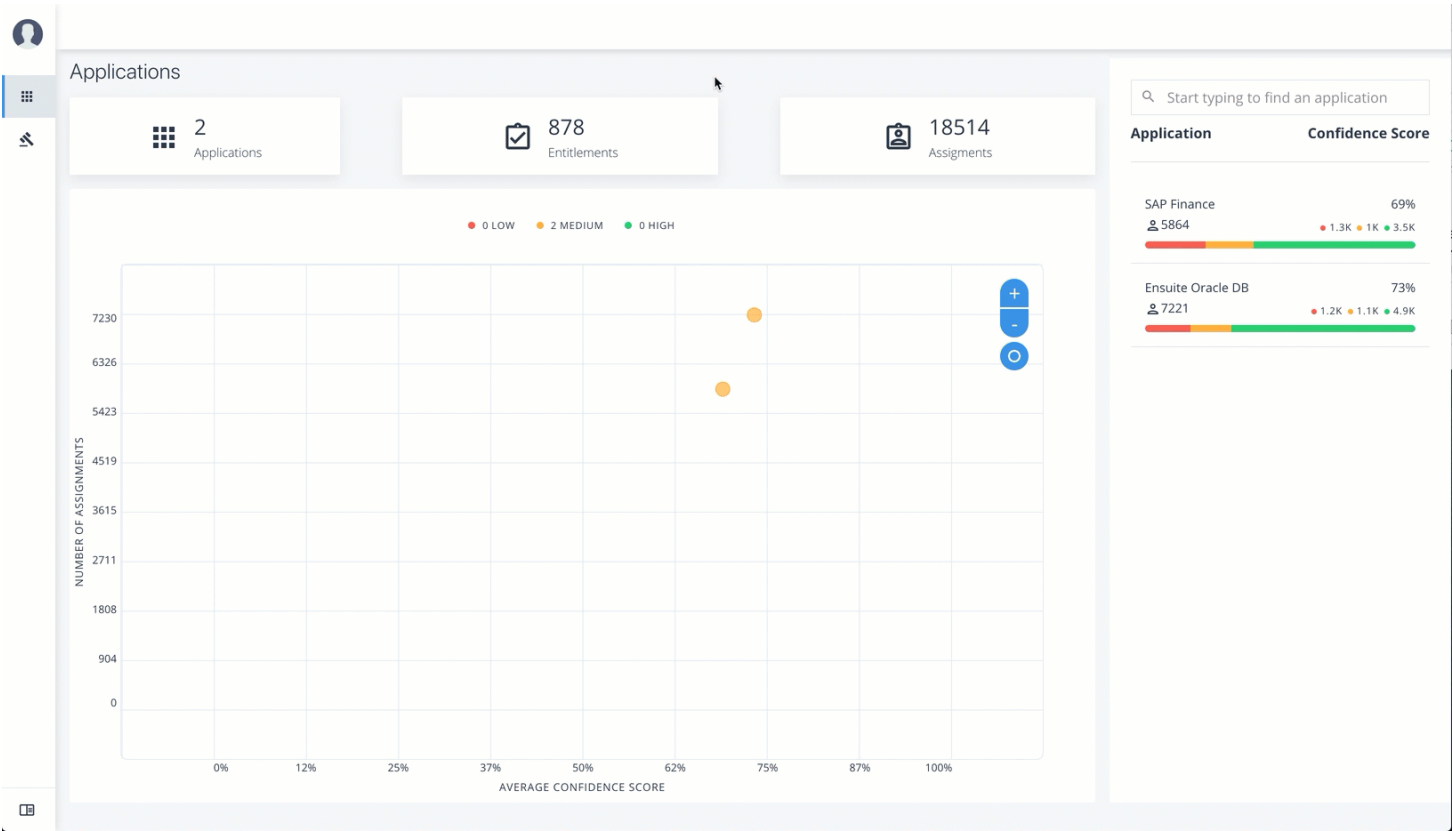 Applications
2
Applications
878
Entitlements
18514
Assigments
0 LOW 2 MEDIUM 0 HIGH
+
-
NUMBER OF ASSIGNMENTS
7230
6326
5423
4519
3615
2711
1808
904
0
0% 12% 25% 37% 50% 62% 75% 87% 100%
AVERAGE CONFIDENCE SCORE
Start typing to find an application
Application Confidence Score
SAP Finance 69%
5864 1.3K 1K 3.5K
Ensuite Oracle DB 73%
7221 1.2K 1.1K 4.9K